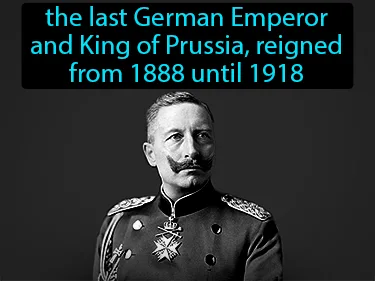 the last German Emperor
and King of Prussia, reigned
from 1888 until 1918